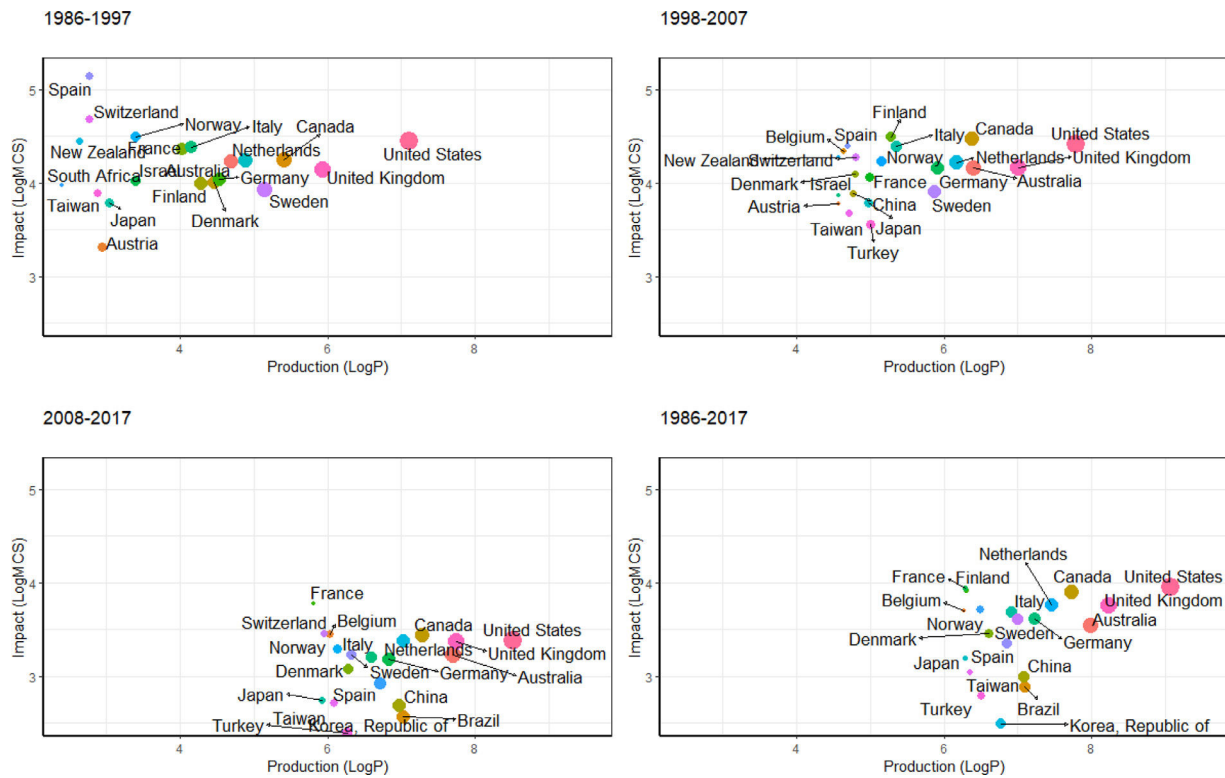 1986-1997
Impact (LogMCS)
5
4
3
Spain
Switzerland
Norway
Italy
Canada
New Zealand
France
Netherlands
United States
South Africa
Israel
Australia
Germany
United Kingdom
Taiwan
Finland
Sweden
Japan
Denmark
Austria
4
6
8
Production (LogP)
1998-2007
Impact (LogMCS)
5
4
3
Finland
Belgium
Spain
Italy
Canada
United States
New Zealand
Switzerland
Norway
Netherlands
United Kingdom
Denmark
Israel
France
Germany
Australia
Austria
China
Sweden
Taiwan
Japan
Turkey
4
6
8
Production (LogP)
2008-2017
Impact (LogMCS)
5
4
3
France
Switzerland
Belgium
Canada
United States
Norway
Italy
Netherlands
United Kingdom
Denmark
Sweden
Germany
Australia
Japan
Spain
China
Taiwan
Brazil
Turkey
Korea, Republic of
4
6
8
Production (LogP)
1986-2017
Impact (LogMCS)
5
4
3
Netherlands
France
Finland
Canada
United States
Belgium
Italy
United Kingdom
Norway
Australia
Denmark
Sweden
Germany
Japan
Spain
China
Taiwan
Turkey
Brazil
Korea, Republic of
4
6
8
Production (LogP)